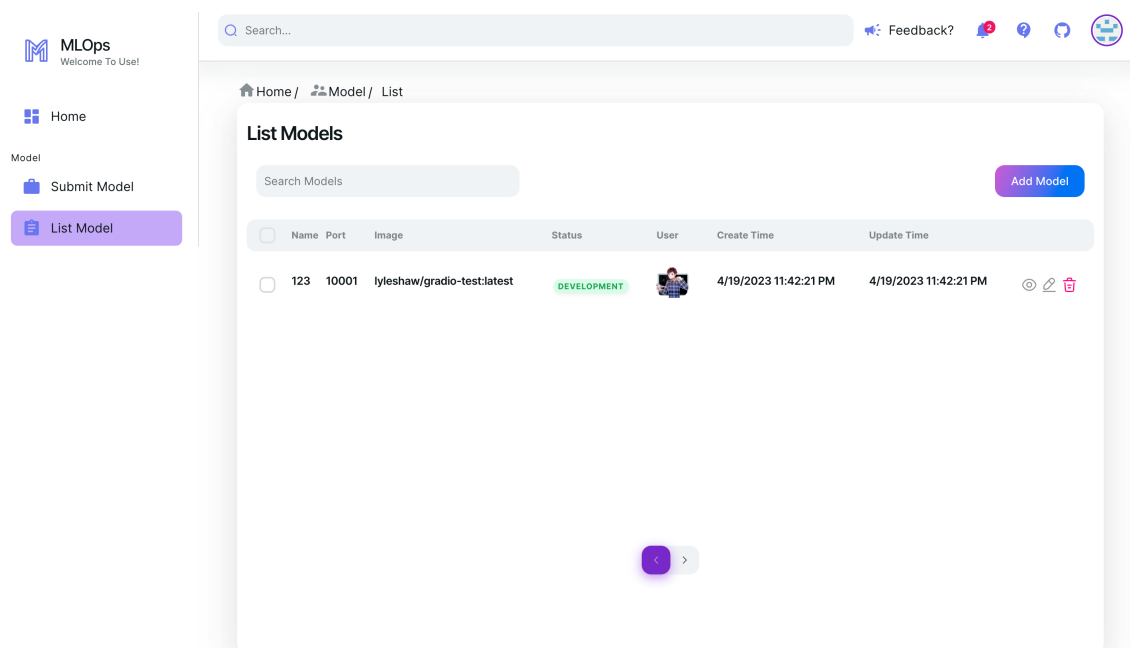 MLOps
Welcome To Use!
Home
Model
Submit Model
List Model
Search...
Feedback?
2
Home / Model / List
List Models
Search Models
Add Model
Name Port Image Status User Create Time Update Time
123 10001 lyleshaw/gradio-test:latest DEVELOPMENT 4/19/2023 11:42:21 PM 4/19/2023 11:42:21 PM